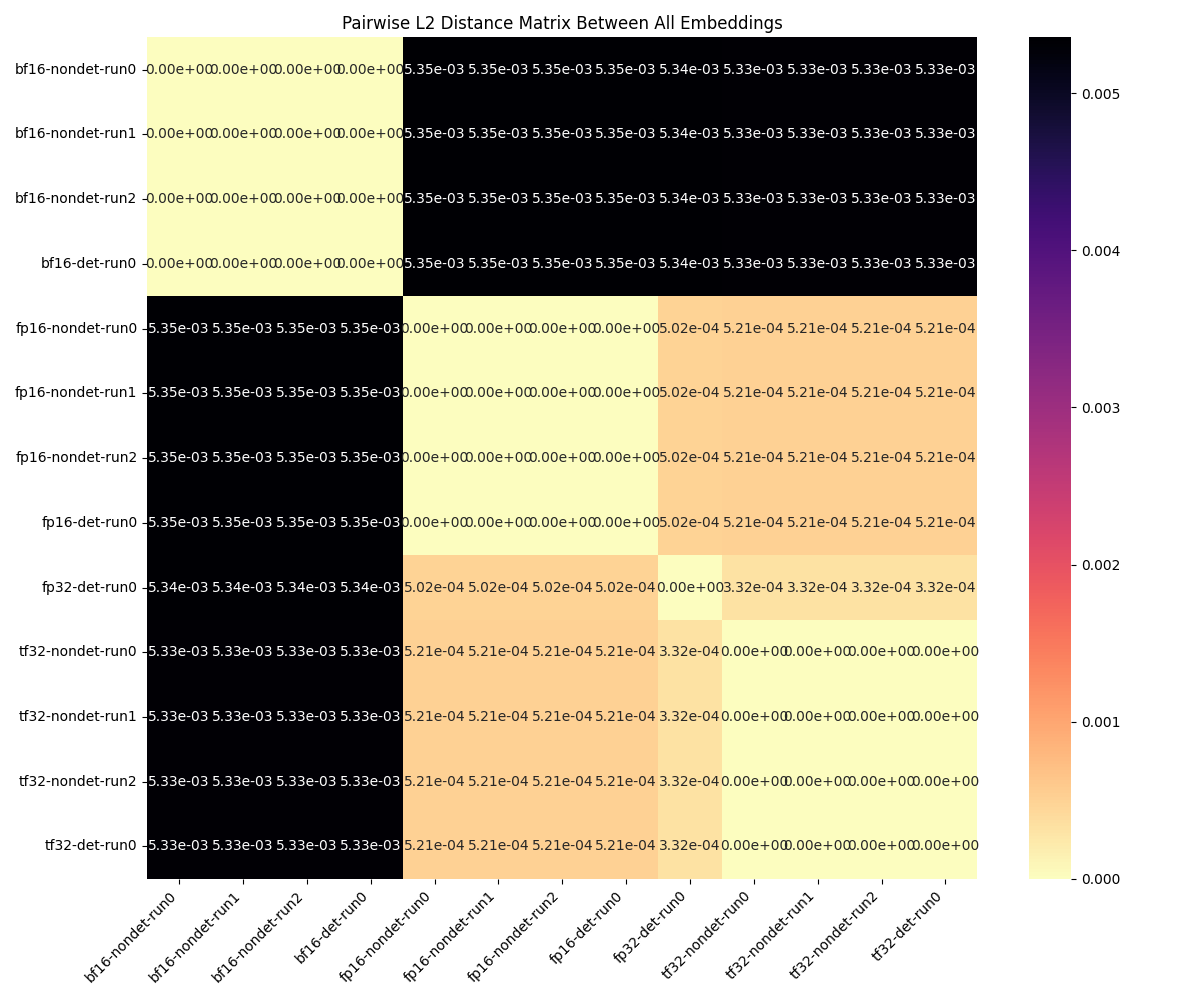 Pairwise L2 Distance Matrix Between All Embeddings
bf16-nondet-run0 0.00e+00 0.00e+00 0.00e+00 0.00e+00 5.35e-03 5.35e-03 5.35e-03 5.35e-03 5.34e-03 5.33e-03 5.33e-03 5.33e-03 5.33e-03
bf16-nondet-run1 0.00e+00 0.00e+00 0.00e+00 0.00e+00 5.35e-03 5.35e-03 5.35e-03 5.35e-03 5.34e-03 5.33e-03 5.33e-03 5.33e-03 5.33e-03
bf16-nondet-run2 0.00e+00 0.00e+00 0.00e+00 0.00e+00 5.35e-03 5.35e-03 5.35e-03 5.35e-03 5.34e-03 5.33e-03 5.33e-03 5.33e-03 5.33e-03
bf16-det-run0 0.00e+00 0.00e+00 0.00e+00 0.00e+00 5.35e-03 5.35e-03 5.35e-03 5.35e-03 5.34e-03 5.33e-03 5.33e-03 5.33e-03 5.33e-03
fp16-nondet-run0 5.35e-03 5.35e-03 5.35e-03 5.35e-03 0.00e+00 0.00e+00 0.00e+00 0.00e+00 5.02e-04 5.21e-04 5.21e-04 5.21e-04 5.21e-04
fp16-nondet-run1 5.35e-03 5.35e-03 5.35e-03 5.35e-03 0.00e+00 0.00e+00 0.00e+00 0.00e+00 5.02e-04 5.21e-04 5.21e-04 5.21e-04 5.21e-04
fp16-nondet-run2 5.35e-03 5.35e-03 5.35e-03 5.35e-03 0.00e+00 0.00e+00 0.00e+00 0.00e+00 5.02e-04 5.21e-04 5.21e-04 5.21e-04 5.21e-04
fp16-det-run0 5.35e-03 5.35e-03 5.35e-03 5.35e-03 0.00e+00 0.00e+00 0.00e+00 0.00e+00 5.02e-04 5.21e-04 5.21e-04 5.21e-04 5.21e-04
fp32-det-run0 5.34e-03 5.34e-03 5.34e-03 5.34e-03 5.02e-04 5.02e-04 5.02e-04 5.02e-04 0.00e+00 3.32e-04 3.32e-04 3.32e-04 3.32e-04
tf32-nondet-run0 5.33e-03 5.33e-03 5.33e-03 5.33e-03 5.21e-04 5.21e-04 5.21e-04 5.21e-04 3.32e-04 0.00e+00 0.00e+00 0.00e+00 0.00e+00
tf32-nondet-run1 5.33e-03 5.33e-03 5.33e-03 5.33e-03 5.21e-04 5.21e-04 5.21e-04 5.21e-04 3.32e-04 0.00e+00 0.00e+00 0.00e+00 0.00e+00
tf32-nondet-run2 5.33e-03 5.33e-03 5.33e-03 5.33e-03 5.21e-04 5.21e-04 5.21e-04 5.21e-04 3.32e-04 0.00e+00 0.00e+00 0.00e+00 0.00e+00
tf32-det-run0 5.33e-03 5.33e-03 5.33e-03 5.33e-03 5.21e-04 5.21e-04 5.21e-04 5.21e-04 3.32e-04 0.00e+00 0.00e+00 0.00e+00 0.00e+00
bf16-nondet-run0
bf16-nondet-run1
bf16-nondet-run2
bf16-det-run0
fp16-nondet-run0
fp16-nondet-run1
fp16-nondet-run2
fp16-det-run0
fp32-det-run0
tf32-nondet-run0
tf32-nondet-run1
tf32-nondet-run2
tf32-det-run0
0.005
0.004
0.003
0.002
0.001
0.000